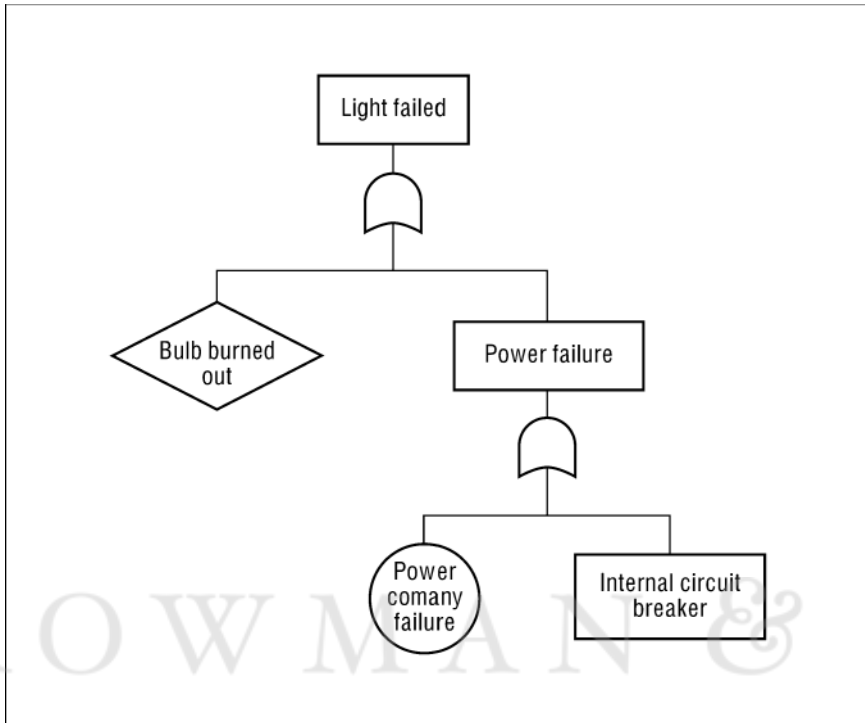 Light failed
Bulb burned
out
Power failure
Power
comany
failure
Internal circuit
breaker
OWMAN &